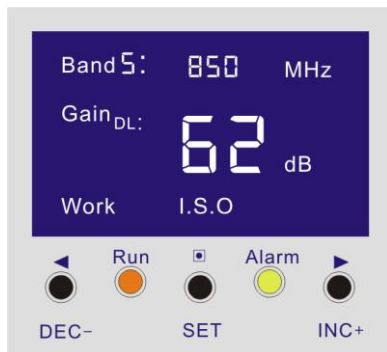 Band 5: 850 MHz
Gain DL: 62 dB
Work I.S.O
Run Alarm
DEC- SET INC+